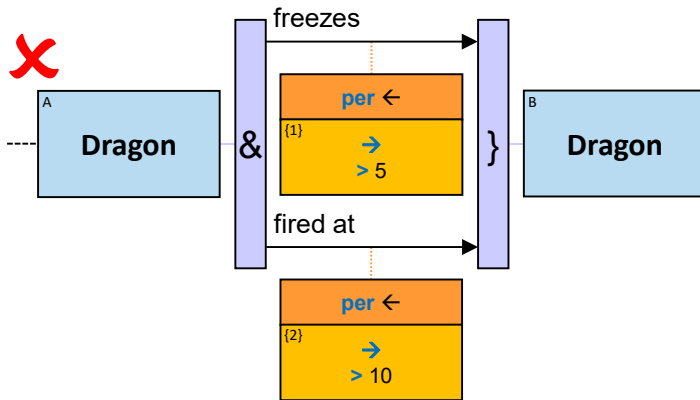 freezes
A
Dragon
&
per ←
{1}
→
> 5
}
B
Dragon
fired at
per ←
{2}
→
> 10